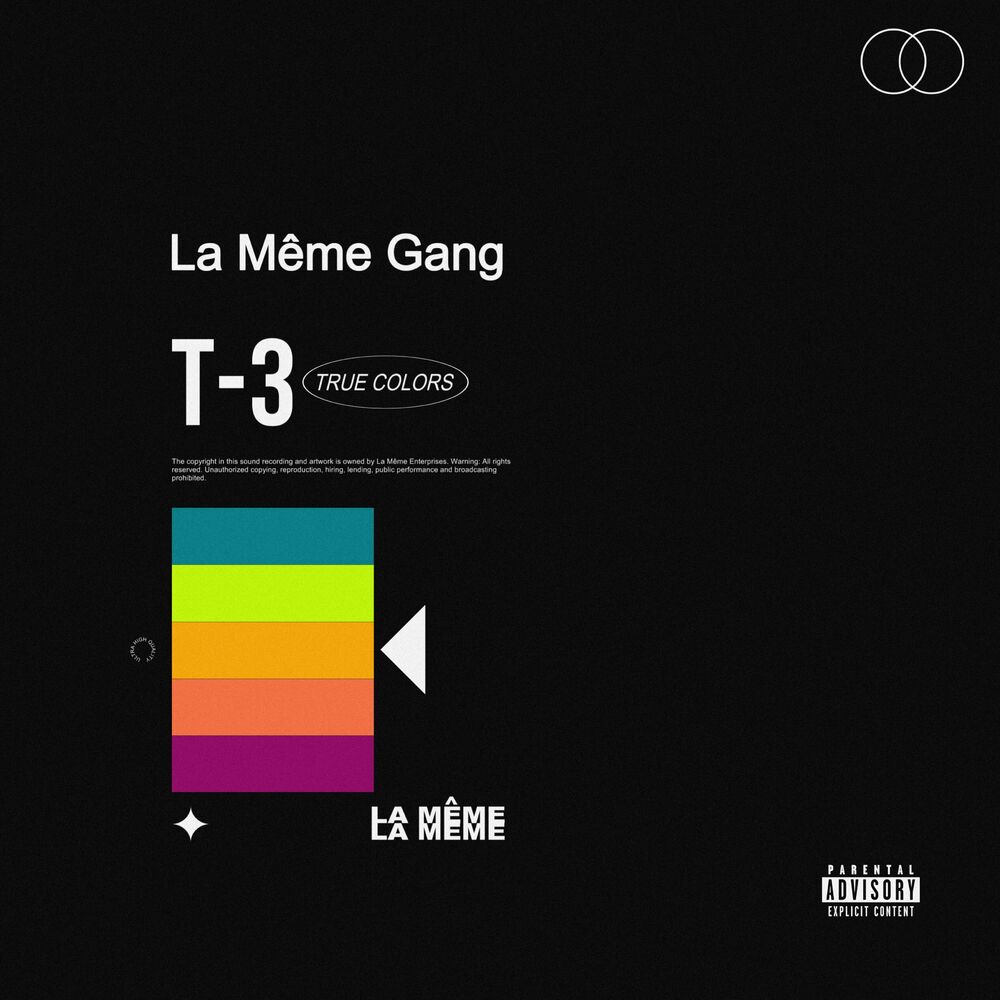 La Même Gang
T-3
TRUE COLORS
The copyright in this sound recording and artwork is owned by La Même Enterprises. Warning: All rights
reserved. Unauthorized copying, reproduction, hiring, lending, public performance and broadcasting
prohibited.
ULTRA HIGH QUALITY
LA MÊME
LA MÊME
PARENTAL
ADVISORY
EXPLICIT CONTENT